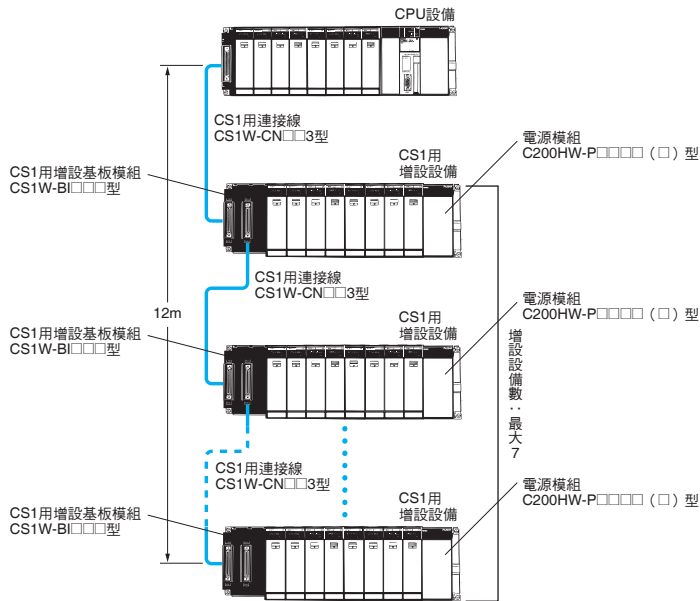 CPU設備
CS1用連接線
CS1W-CN□□3型
CS1用增設基板模組
CS1W-BI□□□型
CS1用
增設設備
電源模組
C200HW-P□□□□（□）型
CS1用連接線
CS1W-CN□□3型
12m
CS1用增設基板模組
CS1W-BI□□□型
CS1用
增設設備
電源模組
C200HW-P□□□□（□）型
增設設備數：最大7
CS1用連接線
CS1W-CN□□3型
CS1用增設基板模組
CS1W-BI□□□型
CS1用
增設設備
電源模組
C200HW-P□□□□（□）型